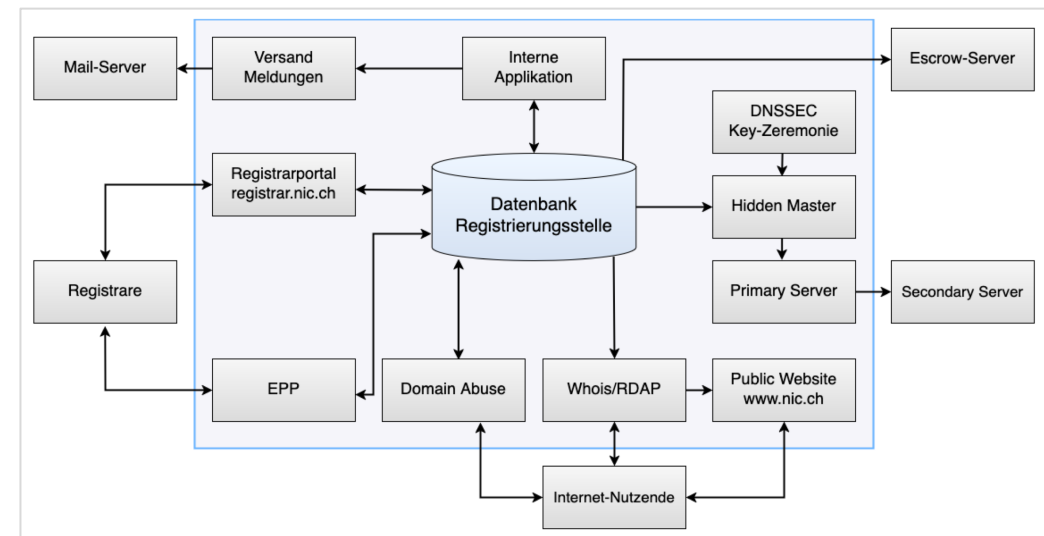 Mail-Server
Versand
Meldungen
Interne
Applikation
Escrow-Server
DNSSEC
Key-Zeremonie
Registrarportal
registrar.nic.ch
Datenbank
Registrierungsstelle
Hidden Master
Registrare
Primary Server
Secondary Server
EPP
Domain Abuse
Whois/RDAP
Public Website
www.nic.ch
Internet-Nutzende